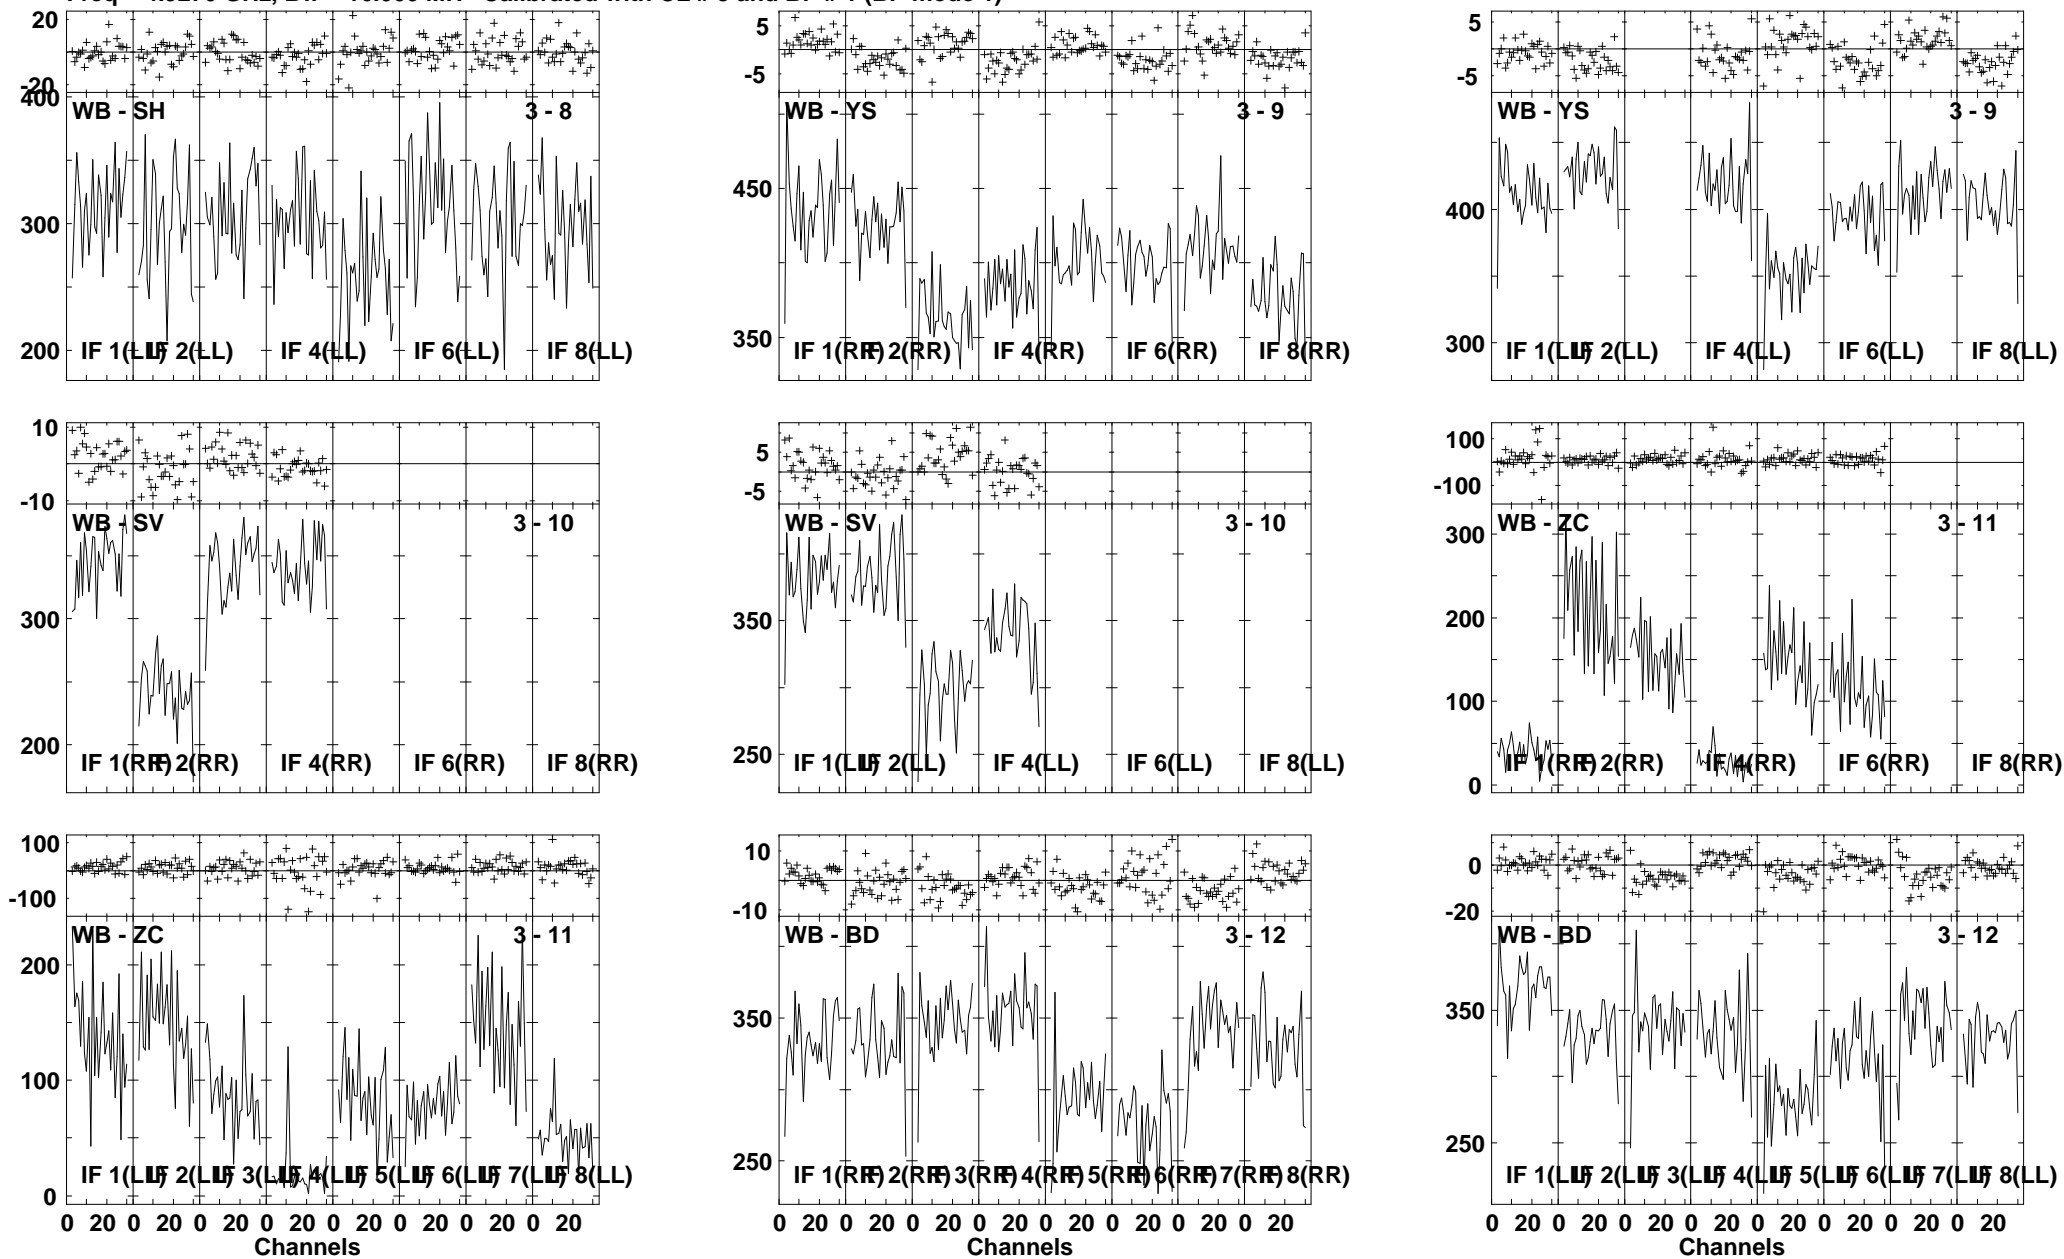 20
-20
400
300
200
WB - SH
3 - 8
IF 1(LL) IF 2(LL) IF 4(LL) IF 6(LL) IF 8(LL)
5
-5
450
350
WB - YS
3 - 9
IF 1(RR) IF 2(RR) IF 4(RR) IF 6(RR) IF 8(RR)
5
-5
400
300
WB - YS
3 - 9
IF 1(LL) IF 2(LL) IF 4(LL) IF 6(LL) IF 8(LL)
10
-10
300
200
WB - SV
3 - 10
IF 1(RR) IF 2(RR) IF 4(RR) IF 6(RR) IF 8(RR)
5
-5
350
250
WB - SV
3 - 10
IF 1(LL) IF 2(LL) IF 4(LL) IF 6(LL) IF 8(LL)
100
-100
300
200
100
0
WB - ZC
3 - 11
IF 1(RR) IF 2(RR) IF 4(RR) IF 6(RR) IF 8(RR)
100
-100
200
100
0
WB - ZC
3 - 11
IF 1(LL) IF 2(LL) IF 3(LL) IF 4(LL) IF 5(LL) IF 6(LL) IF 7(LL) IF 8(LL)
0 20 0 20 0 20 0 20 0 20 0 20 0 20 0 20
Channels
10
-10
350
250
WB - BD
3 - 12
IF 1(RR) IF 2(RR) IF 3(RR) IF 4(RR) IF 5(RR) IF 6(RR) IF 7(RR) IF 8(RR)
0 20 0 20 0 20 0 20 0 20 0 20 0 20 0 20
Channels
0
-20
350
250
WB - BD
3 - 12
IF 1(LL) IF 2(LL) IF 3(LL) IF 4(LL) IF 5(LL) IF 6(LL) IF 7(LL) IF 8(LL)
0 20 0 20 0 20 0 20 0 20 0 20 0 20 0 20
Channels